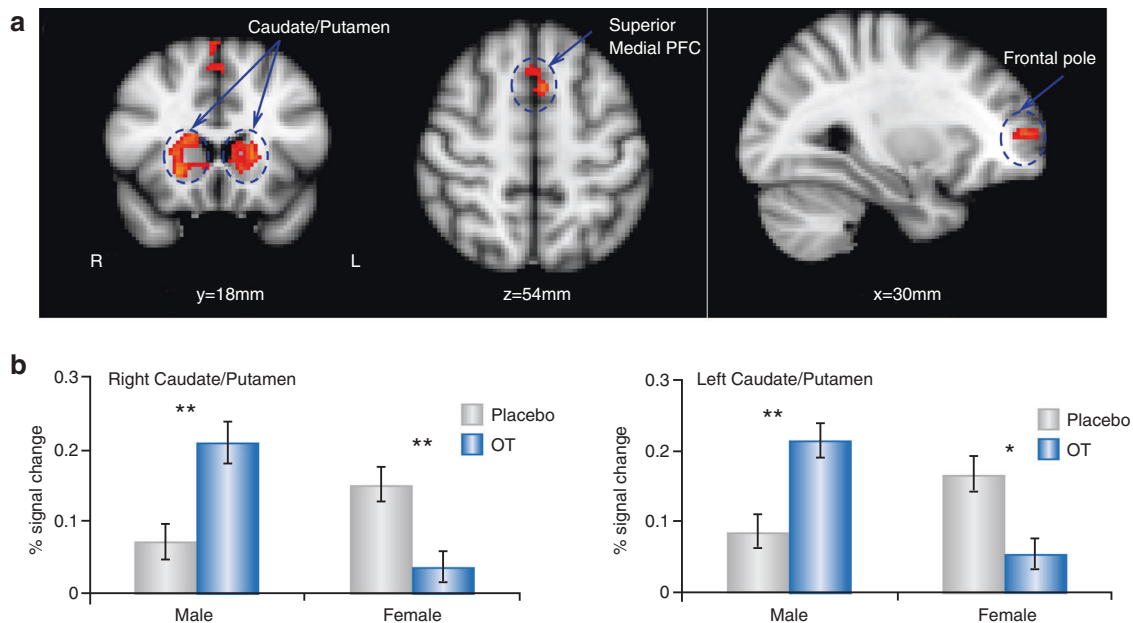 a
Caudate/Putamen
Superior
Medial PFC
Frontal pole
R
L
y=18mm
z=54mm
x=30mm
b
Right Caudate/Putamen
% signal change
0.3
0.2
0.1
0
**
**
Placebo
OT
Male
Female
Left Caudate/Putamen
% signal change
0.3
0.2
0.1
0
**
*
Placebo
OT
Male
Female